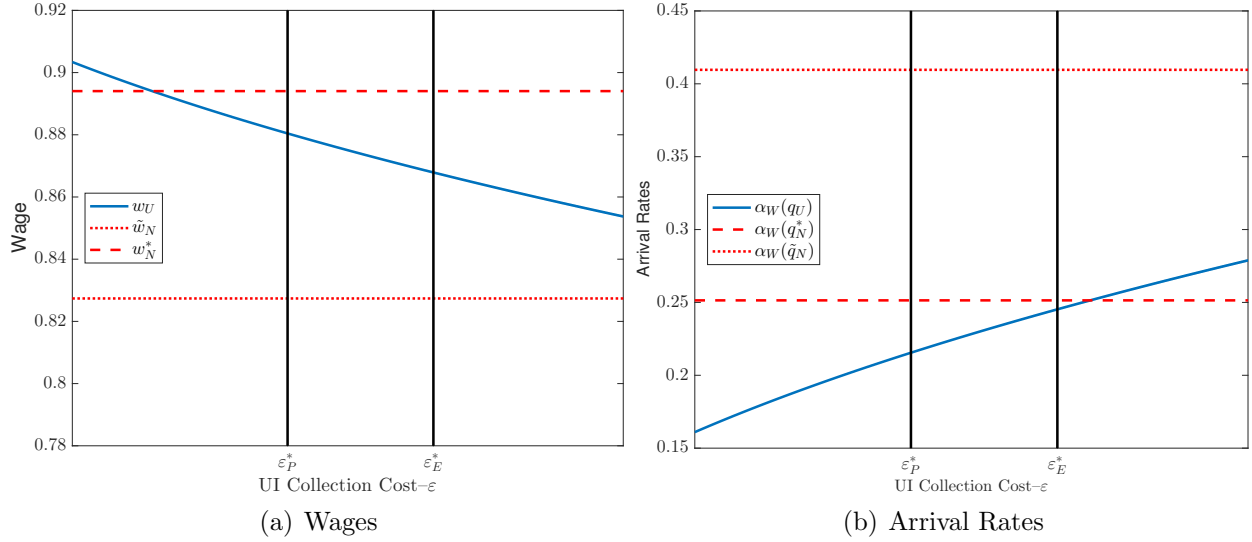 0.92
0.9
0.88
0.86
0.84
0.82
0.8
0.78
Wage
w_U
w̃_N
w*_N
ε*_P
ε*_E
UI Collection Cost–ε
(a) Wages
0.45
0.4
0.35
0.3
0.25
0.2
0.15
Arrival Rates
α_W(q_U)
α_W(q*_N)
α_W(q̃_N)
ε*_P
ε*_E
UI Collection Cost–ε
(b) Arrival Rates